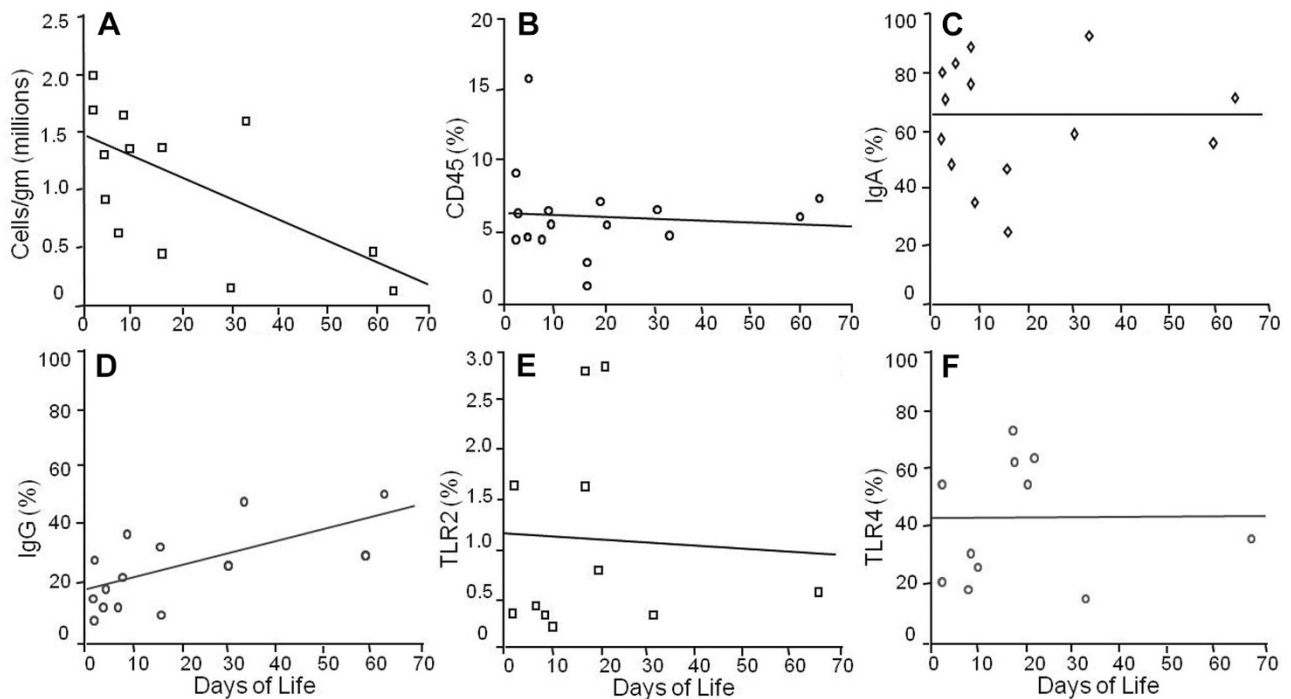 A
Cells/gm (millions)
2.5
2.0
1.5
1.0
0.5
0
0 10 20 30 40 50 60 70
B
CD45 (%)
20
15
10
5
0
0 10 20 30 40 50 60 70
C
IgA (%)
100
80
60
40
20
0
0 10 20 30 40 50 60 70
D
IgG (%)
100
80
60
40
20
0
0 10 20 30 40 50 60 70
Days of Life
E
TLR2 (%)
3.0
2.5
2.0
1.5
1.0
0.5
0
0 10 20 30 40 50 60 70
Days of Life
F
TLR4 (%)
100
80
60
40
20
0
0 10 20 30 40 50 60 70
Days of Life